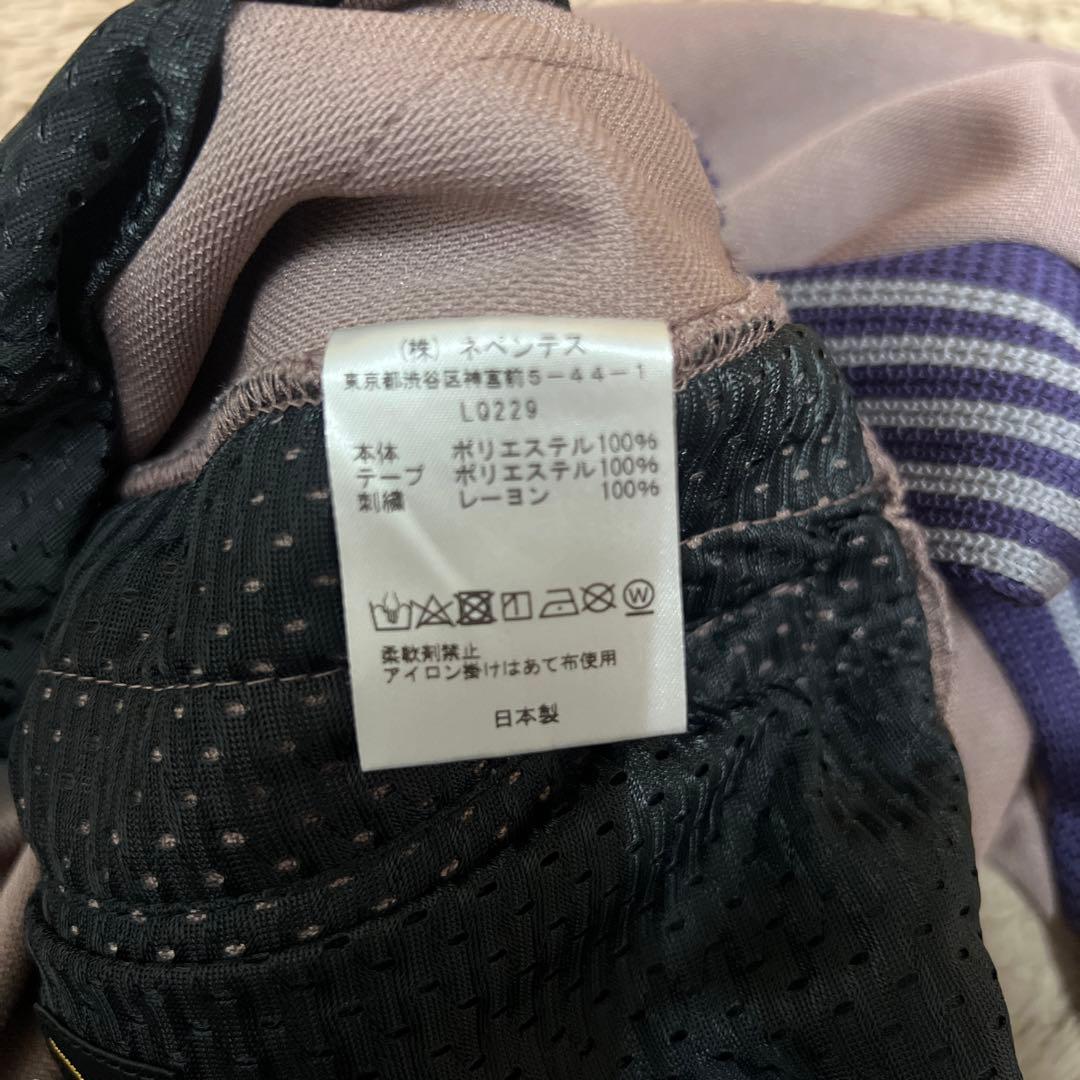 (株) ネペンテス
東京都渋谷区神宮前5-44-1
LQ229
本体 ポリエステル100%
テープ ポリエステル100%
刺繍 レーヨン 100%
W
柔軟剤禁止
アイロン掛けはあて布使用
日本製